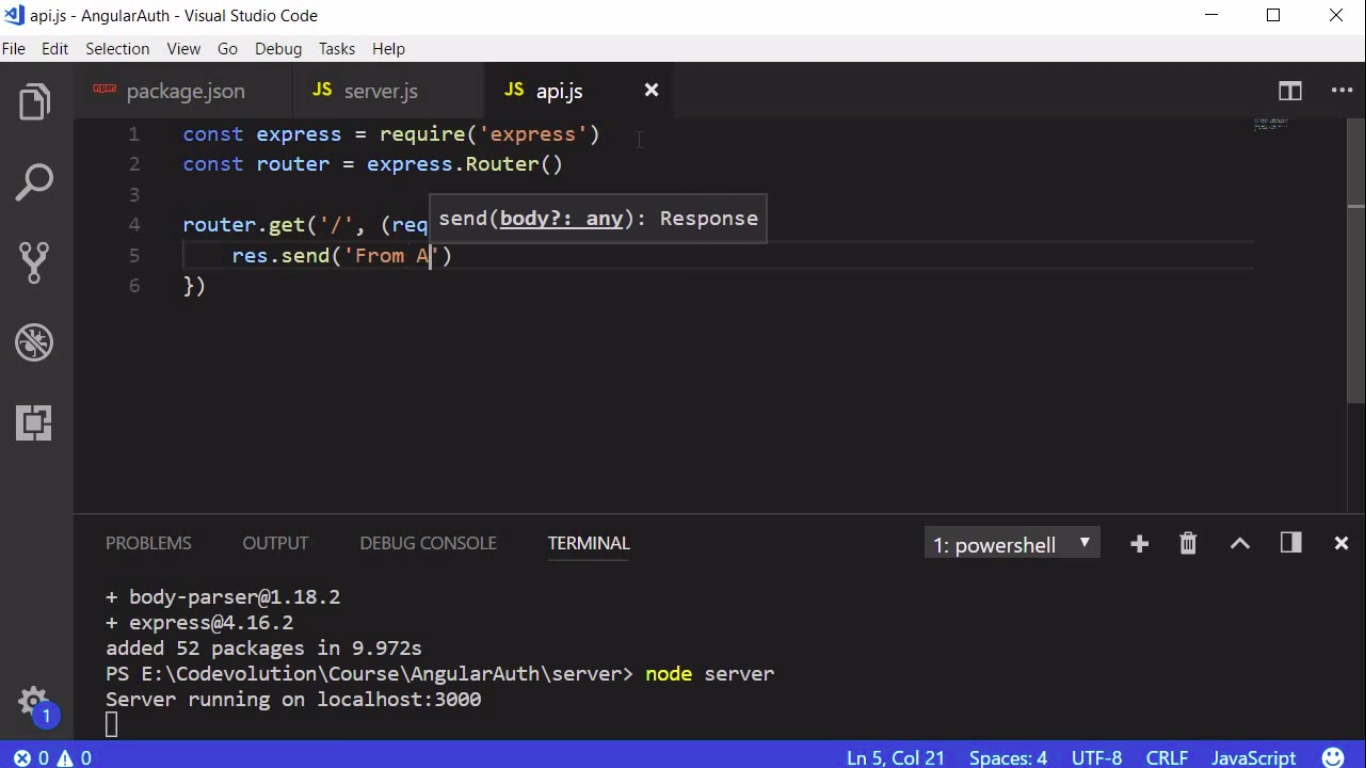 api.js - AngularAuth - Visual Studio Code
File Edit Selection View Go Debug Tasks Help
npm package.json JS server.js JS api.js
1 const express = require('express')
2 const router = express.Router()
3
send(body?: any): Response
4 router.get('/', (req
5 res.send('From A')
6 })
PROBLEMS OUTPUT DEBUG CONSOLE TERMINAL 1: powershell
+ body-parser@1.18.2
+ express@4.16.2
added 52 packages in 9.972s
PS E:\Codevolution\Course\AngularAuth\server> node server
Server running on localhost:3000
1
0 0 Ln 5, Col 21 Spaces: 4 UTF-8 CRLF JavaScript